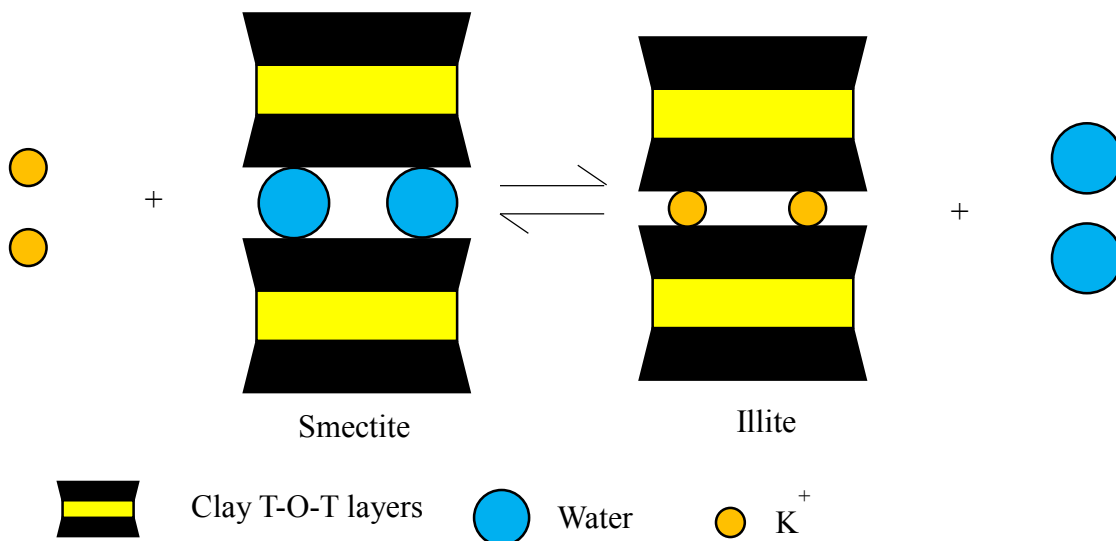 +
+
Smectite
Illite
Clay T-O-T layers
Water
K+